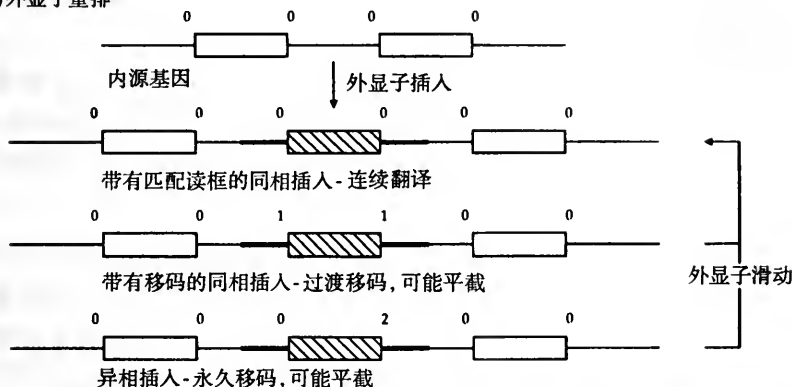 外显子重排
0 0 0 0
内源基因
外显子插入
0 0 0 0 0 0
带有匹配读框的同相插入-连续翻译
0 0 1 1 0 0
带有移码的同相插入-过渡移码,可能平截
外显子滑动
0 0 0 2 0 0
异相插入-永久移码,可能平截